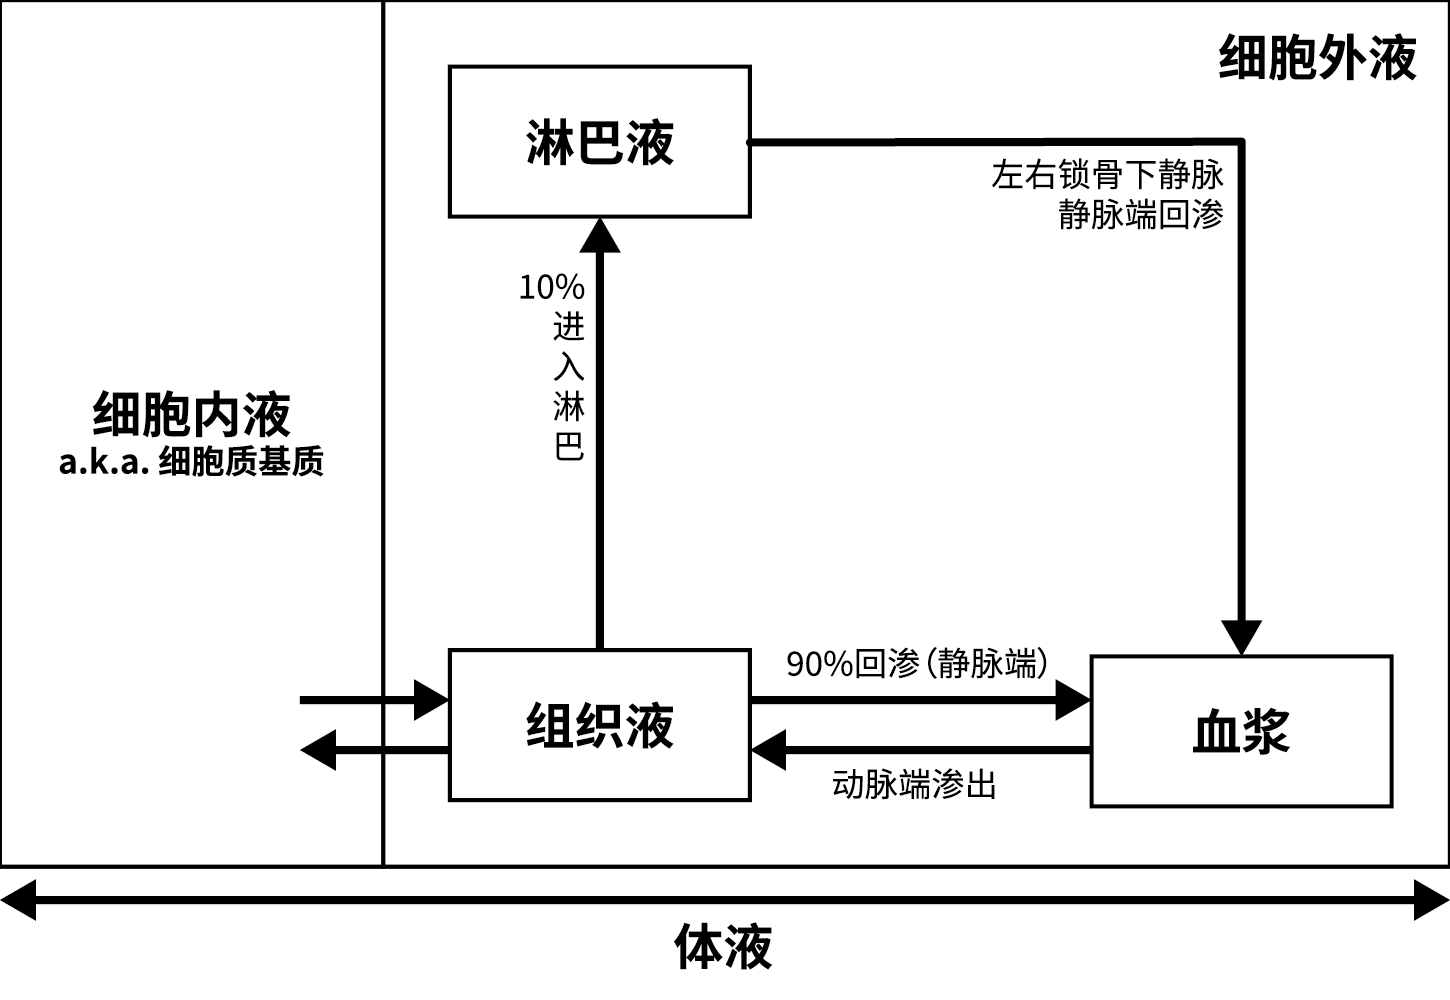 细胞外液
淋巴液
左右锁骨下静脉
静脉端回渗
10%
进
入
淋
巴
细胞内液
a.k.a. 细胞质基质
90%回渗（静脉端）
组织液
血浆
动脉端渗出
体液